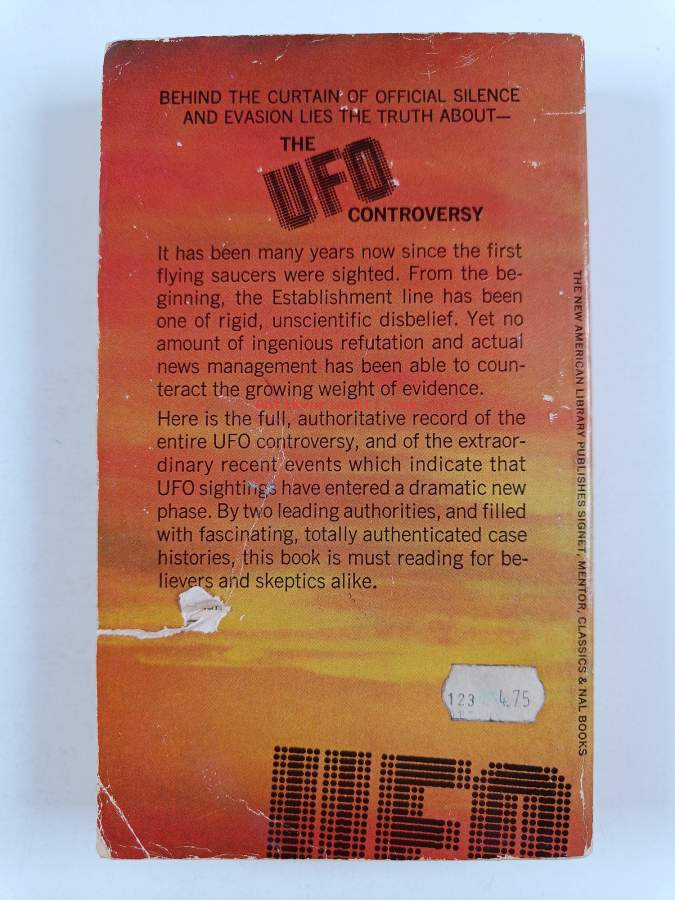 BEHIND THE CURTAIN OF OFFICIAL SILENCE
AND EVASION LIES THE TRUTH ABOUT—
THE
UFO
CONTROVERSY
It has been many years now since the first
flying saucers were sighted. From the be-
ginning, the Establishment line has been
one of rigid, unscientific disbelief. Yet no
amount of ingenious refutation and actual
news management has been able to coun-
teract the growing weight of evidence.
Here is the full, authoritative record of the
entire UFO controversy, and of the extraor-
dinary recent events which indicate that
UFO sightings have entered a dramatic new
phase. By two leading authorities, and filled
with fascinating, totally authenticated case
histories, this book is must reading for be-
lievers and skeptics alike.
123 4.75
UFO
THE NEW AMERICAN LIBRARY PUBLISHES SIGNET, MENTOR, CLASSICS & NAL BOOKS